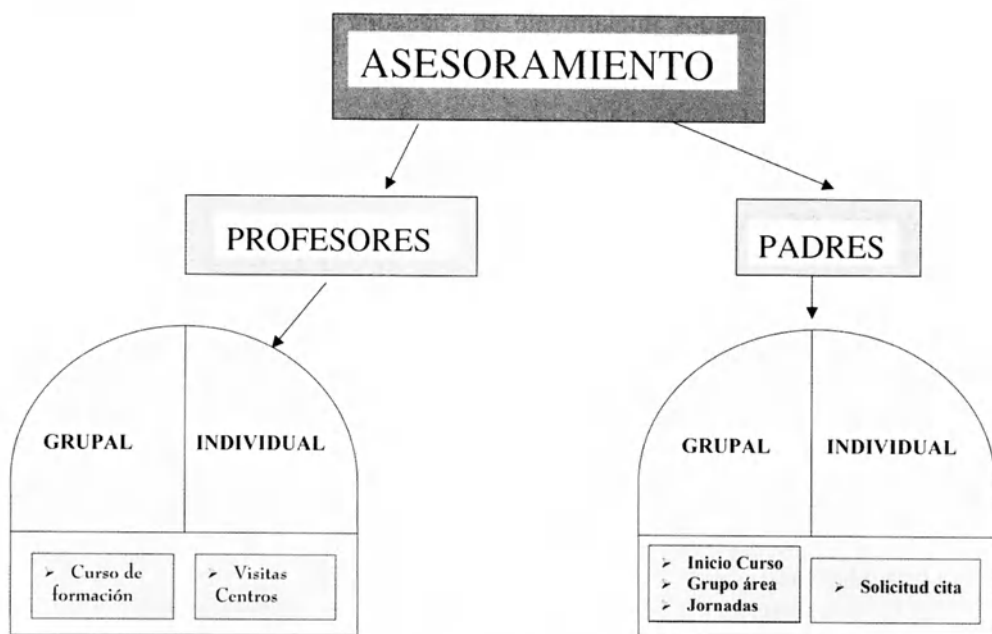 ASESORAMIENTO
PROFESORES
PADRES
GRUPAL
INDIVIDUAL
➢ Curso de
formación
➢ Visitas
Centros
GRUPAL
INDIVIDUAL
➢ Inicio Curso
➢ Grupo área
➢ Jornadas
➢ Solicitud cita